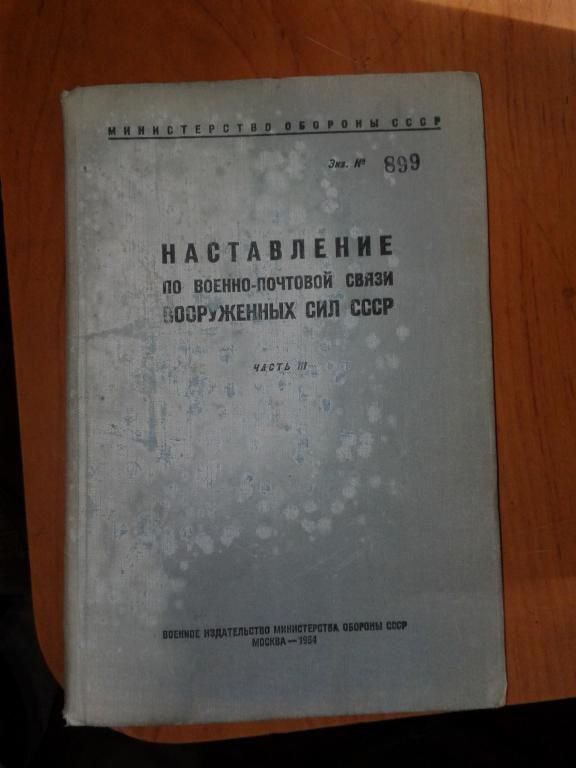 МИНИСТЕРСТВО ОБОРОНЫ СССР
Экз. № 899
НАСТАВЛЕНИЕ
ПО ВОЕННО-ПОЧТОВОЙ СВЯЗИ
ВООРУЖЕННЫХ СИЛ СССР
ЧАСТЬ III
ВОЕННОЕ ИЗДАТЕЛЬСТВО МИНИСТЕРСТВА ОБОРОНЫ СССР
МОСКВА — 1964